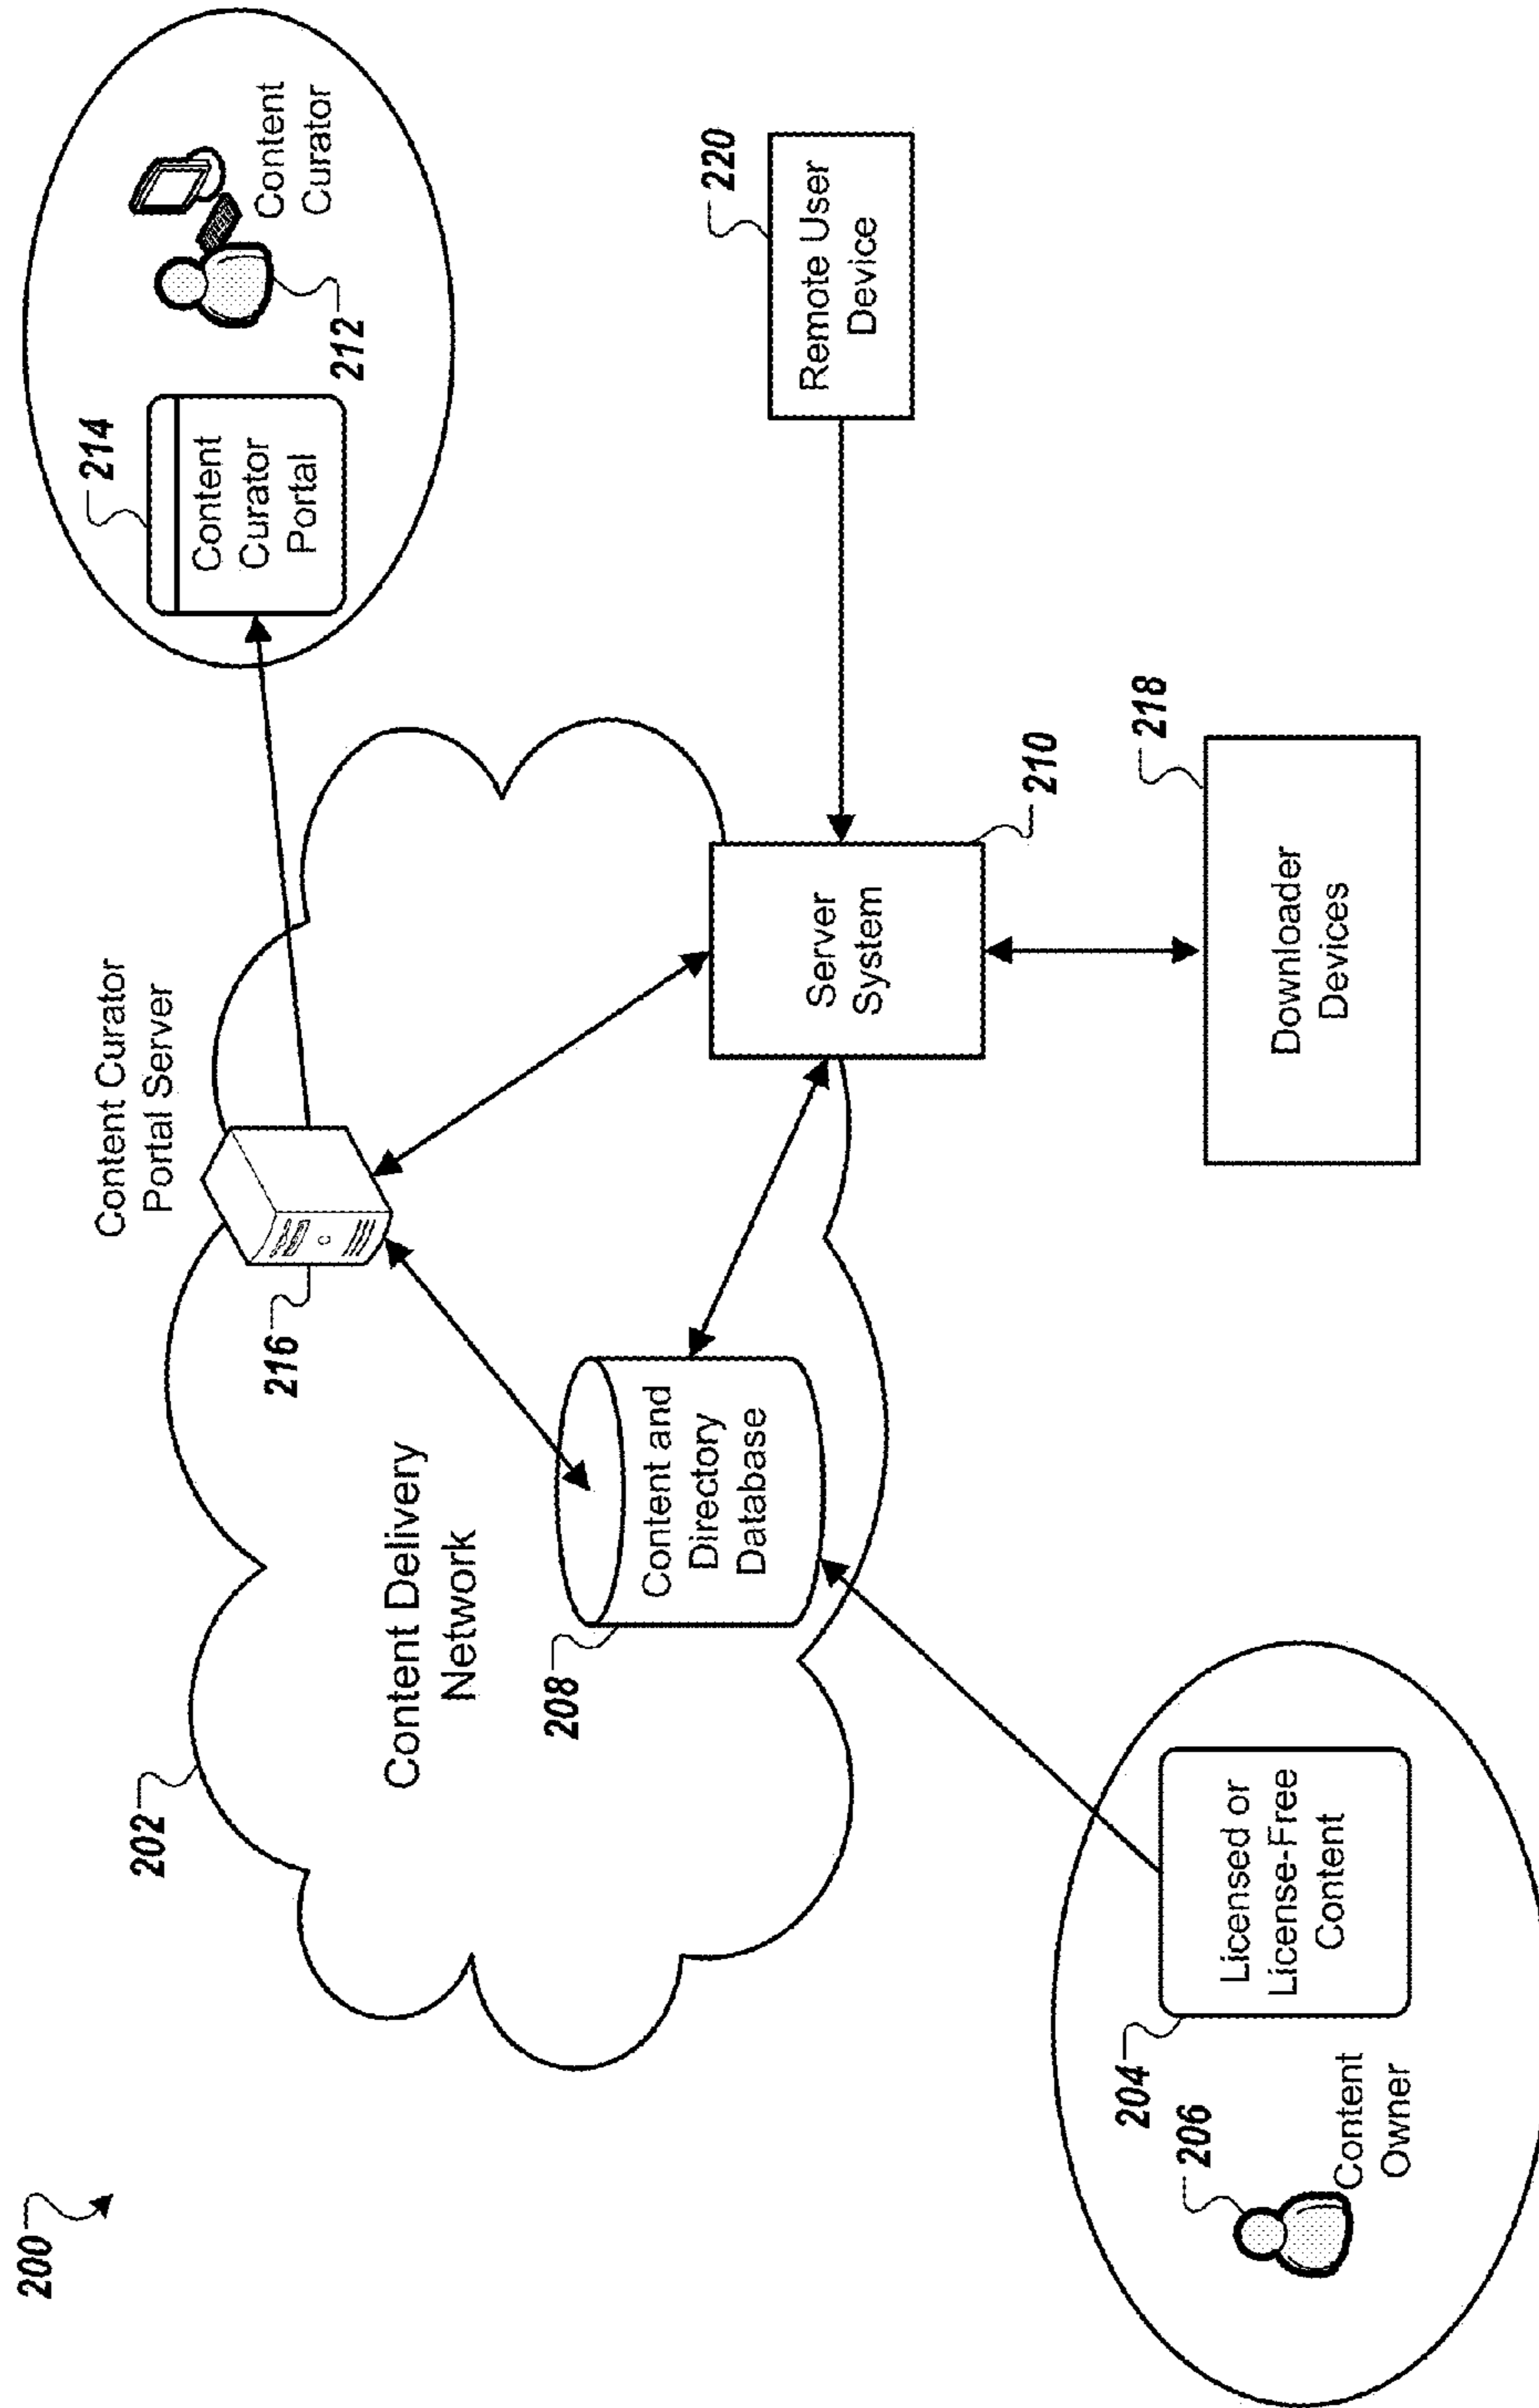 200
202
Content Delivery
Network
Content Curator
Portal Server
216
214
Content
Curator
Portal
212
Content
Curator
208
Content and
Directory
Database
Server
System
210
220
Remote User
Device
204
206
Content
Owner
Licensed or
License-Free
Content
218
Downloader
Devices